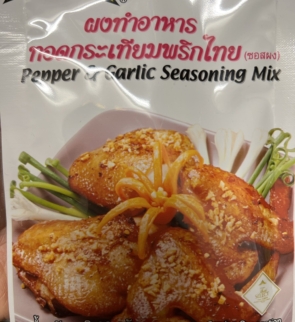 ผงทำอาหาร
ทอดกระเทียมพริกไทย (ซอสผง)
Pepper & Garlic Seasoning Mix